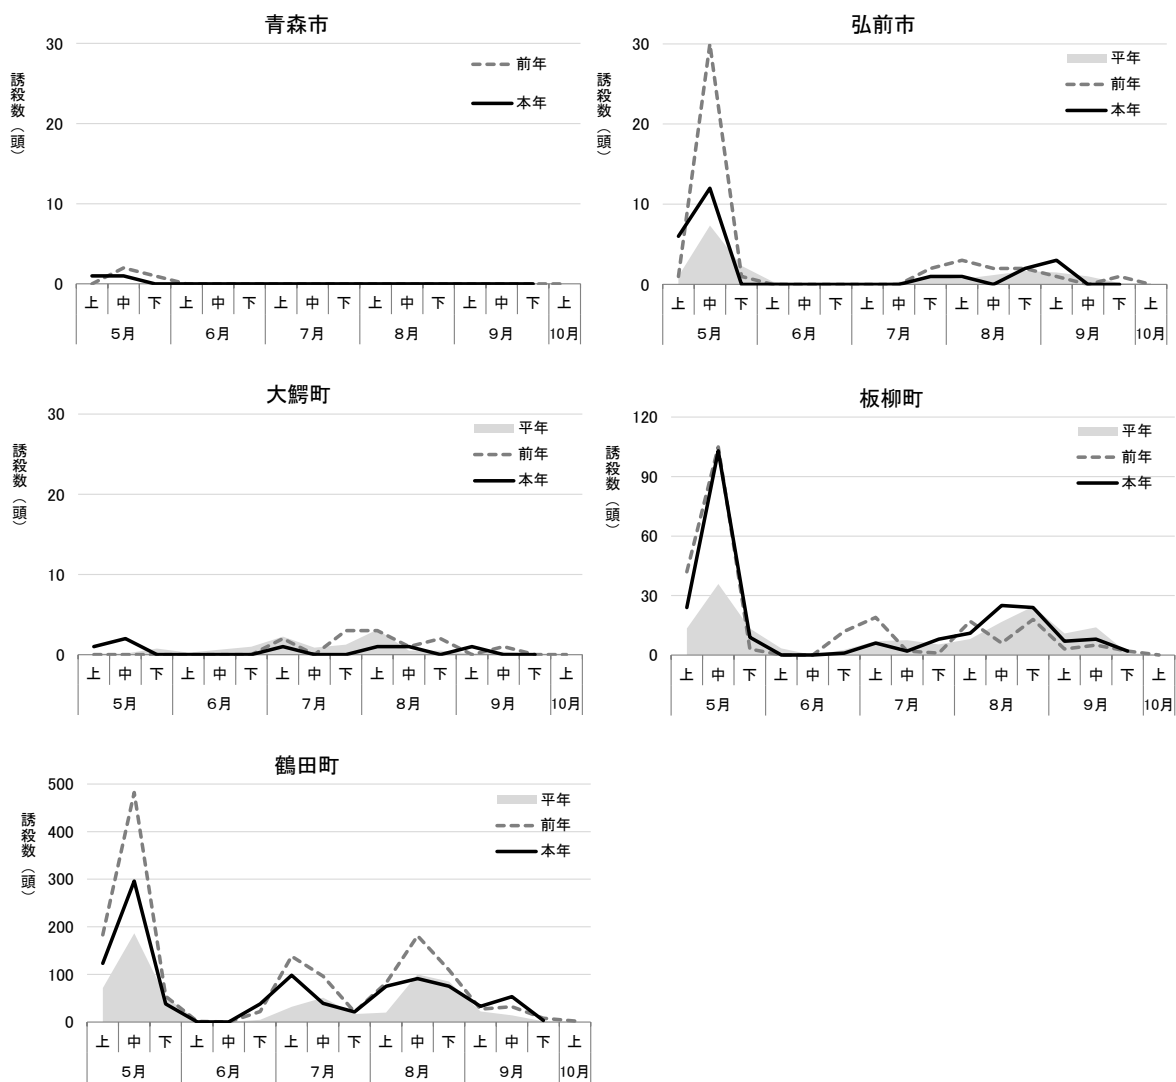 青森市
誘殺数（頭）
30
20
10
0
前年
本年
上 中 下 上 中 下 上 中 下 上 中 下 上 中 下 上
5月 6月 7月 8月 9月 10月
弘前市
誘殺数（頭）
30
20
10
0
平年
前年
本年
上 中 下 上 中 下 上 中 下 上 中 下 上 中 下 上
5月 6月 7月 8月 9月 10月
大鰐町
誘殺数（頭）
30
20
10
0
平年
前年
本年
上 中 下 上 中 下 上 中 下 上 中 下 上 中 下 上
5月 6月 7月 8月 9月 10月
板柳町
誘殺数（頭）
120
90
60
30
0
平年
前年
本年
上 中 下 上 中 下 上 中 下 上 中 下 上 中 下 上
5月 6月 7月 8月 9月 10月
鶴田町
誘殺数（頭）
500
400
300
200
100
0
平年
前年
本年
上 中 下 上 中 下 上 中 下 上 中 下 上 中 下 上
5月 6月 7月 8月 9月 10月